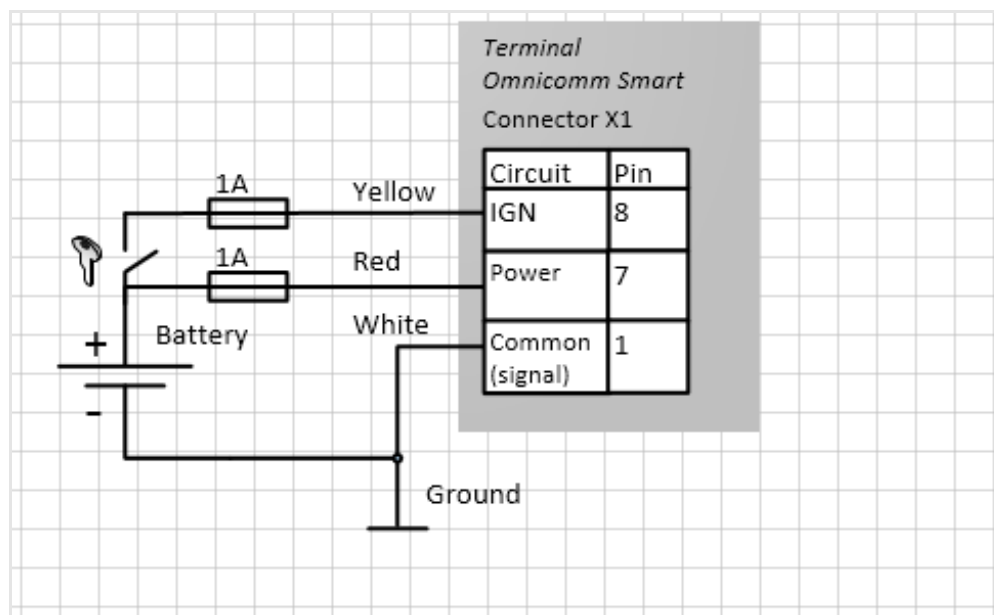 Terminal
Omnicomm Smart
Connector X1
Circuit Pin
1A Yellow IGN 8
1A Red Power 7
White Common 1
(signal)
+ Battery
-
Ground